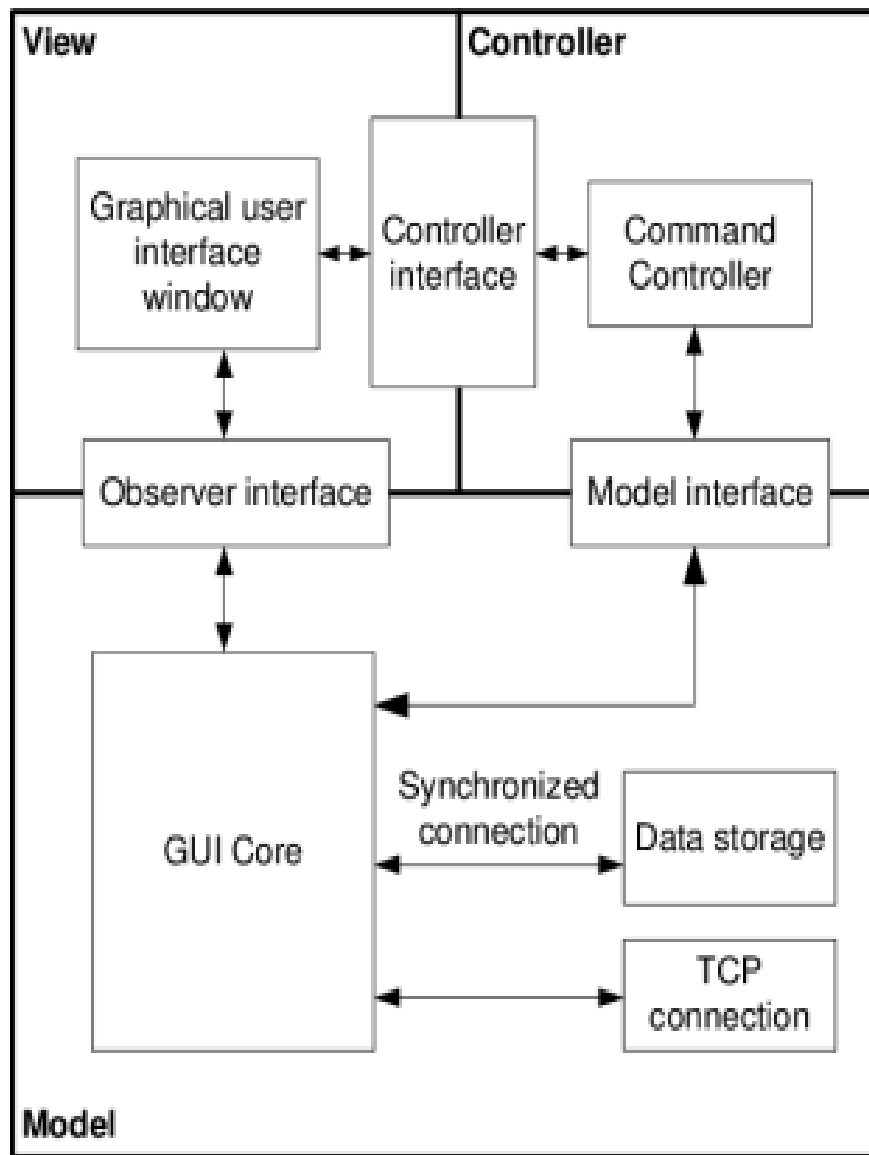 View
Controller
Graphical user
interface
window
Controller
interface
Command
Controller
Observer interface
Model interface
GUI Core
Synchronized
connection
Data storage
TCP
connection
Model